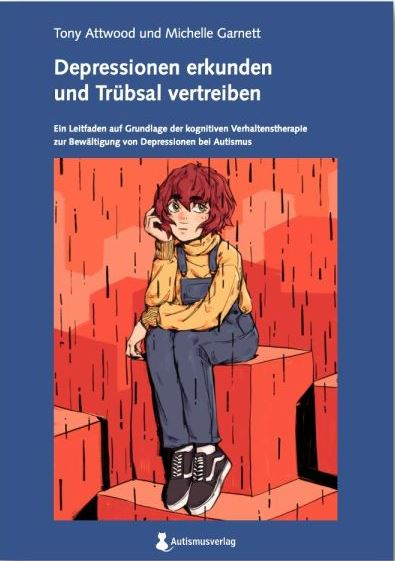 Tony Attwood und Michelle Garnett
Depressionen erkunden
und Trübsal vertreiben
Ein Leitfaden auf Grundlage der kognitiven Verhaltenstherapie
zur Bewältigung von Depressionen bei Autismus
Autismusverlag